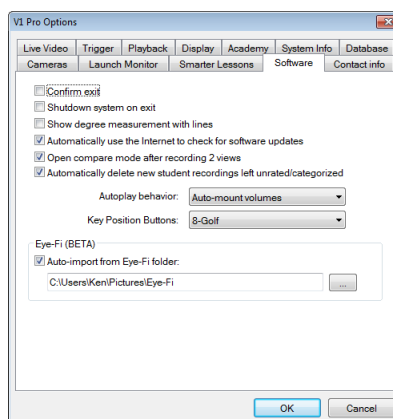 V1 Pro Options
Live Video Trigger Playback Display Academy System Info Database
Cameras Launch Monitor Smarter Lessons Software Contact info
Confirm exit
Shutdown system on exit
Show degree measurement with lines
Automatically use the Internet to check for software updates
Open compare mode after recording 2 views
Automatically delete new student recordings left unrated/categorized
Autoplay behavior: Auto-mount volumes
Key Position Buttons: 8-Golf
Eye-Fi (BETA)
Auto-import from Eye-Fi folder:
C:\Users\Ken\Pictures\Eye-Fi ...
OK Cancel